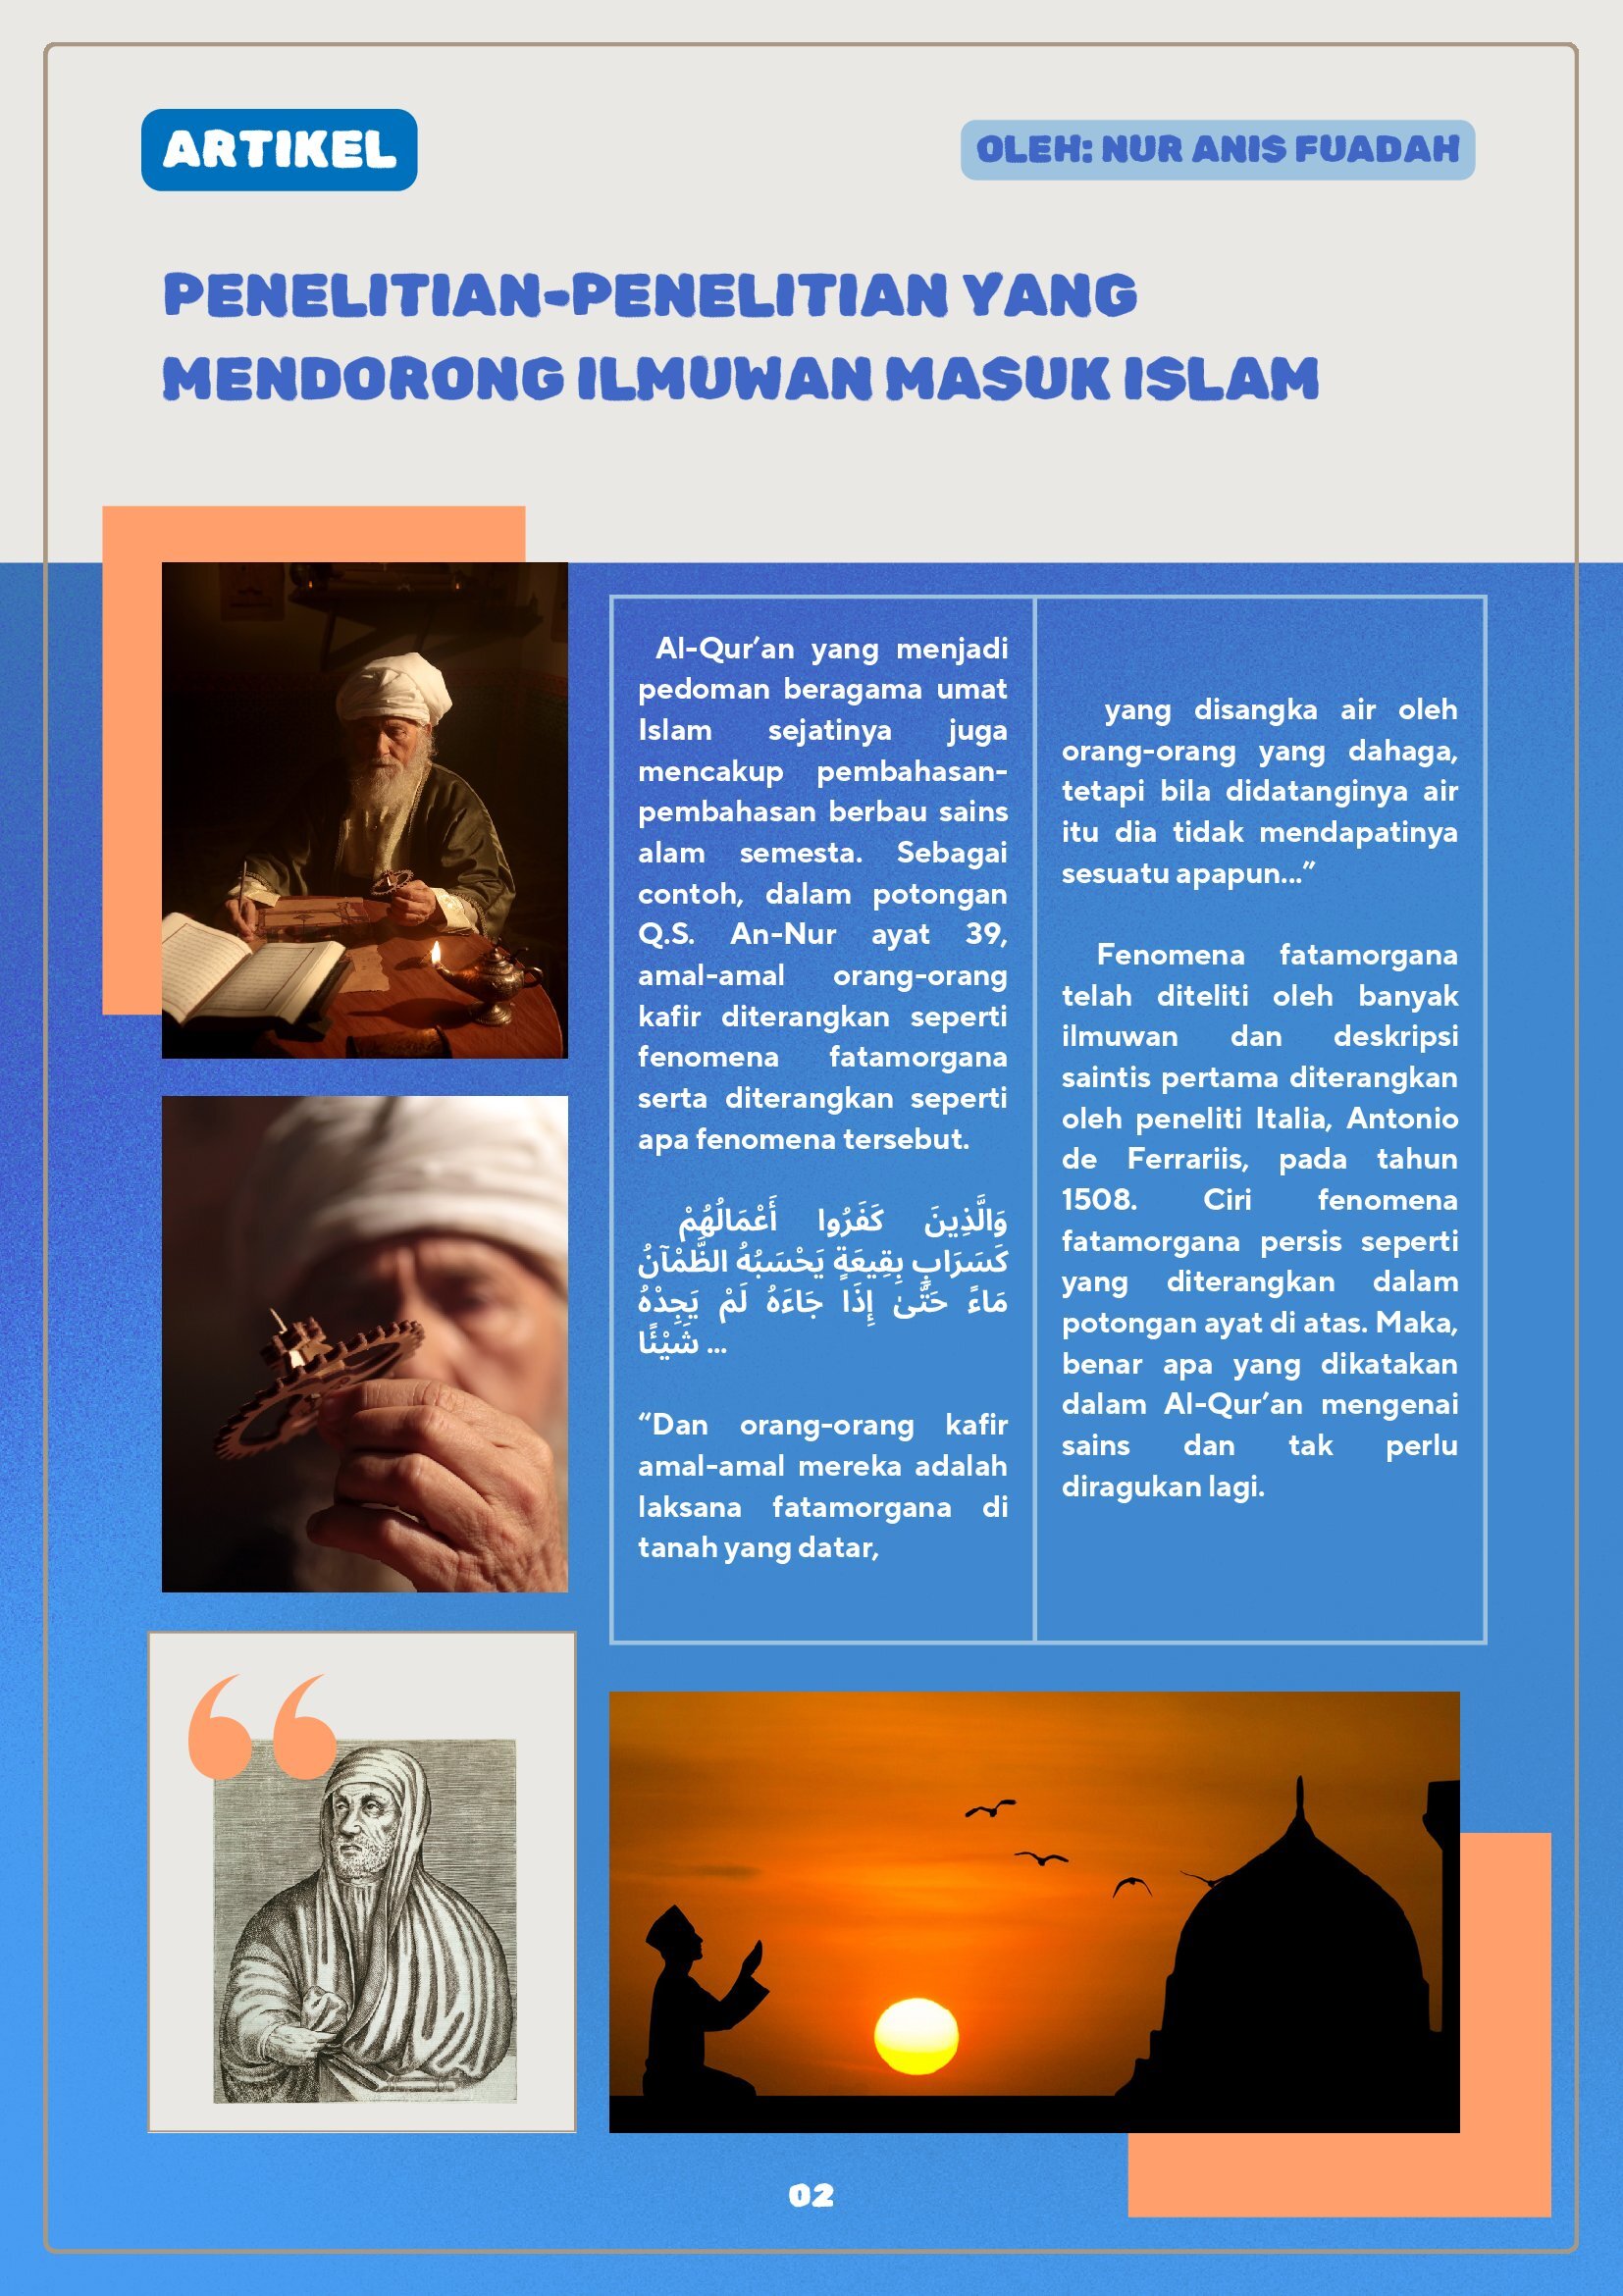 ARTIKEL
OLEH: NUR ANIS FUADAH
PENELITIAN-PENELITIAN YANG
MENDORONG ILMUWAN MASUK ISLAM
Al-Qur’an yang menjadi
pedoman beragama umat
Islam sejatinya juga
mencakup pembahasan-
pembahasan berbau sains
alam semesta. Sebagai
contoh, dalam potongan
Q.S. An-Nur ayat 39,
amal-amal orang-orang
kafir diterangkan seperti
fenomena fatamorgana
serta diterangkan seperti
apa fenomena tersebut.
وَالَّذِينَ كَفَرُوا أَعْمَالُهُمْ
كَسَرَابٍ بِقِيعَةٍ يَحْسَبُهُ الظَّمْآنُ
مَاءً حَتَّىٰ إِذَا جَاءَهُ لَمْ يَجِدْهُ
شَيْئًا ...
“Dan orang-orang kafir
amal-amal mereka adalah
laksana fatamorgana di
tanah yang datar,
yang disangka air oleh
orang-orang yang dahaga,
tetapi bila didatanginya air
itu dia tidak mendapatinya
sesuatu apapun...”
Fenomena fatamorgana
telah diteliti oleh banyak
ilmuwan dan deskripsi
saintis pertama diterangkan
oleh peneliti Italia, Antonio
de Ferrariis, pada tahun
1508. Ciri fenomena
fatamorgana persis seperti
yang diterangkan dalam
potongan ayat di atas. Maka,
benar apa yang dikatakan
dalam Al-Qur’an mengenai
sains dan tak perlu
diragukan lagi.
02